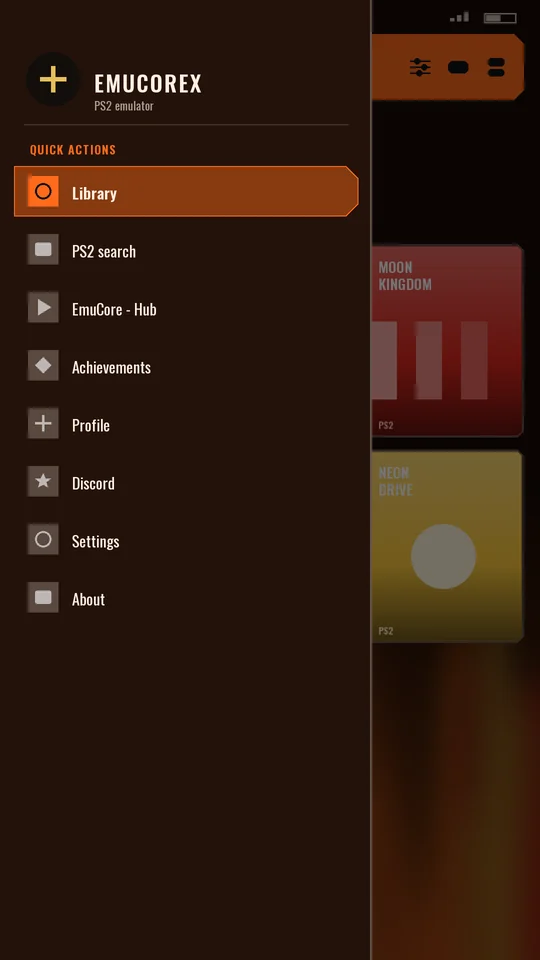 EMUCOREX
PS2 emulator
QUICK ACTIONS
Library
PS2 search
EmuCore - Hub
Achievements
Profile
Discord
Settings
About
MOON
KINGDOM
PS2
NEON
DRIVE
PS2